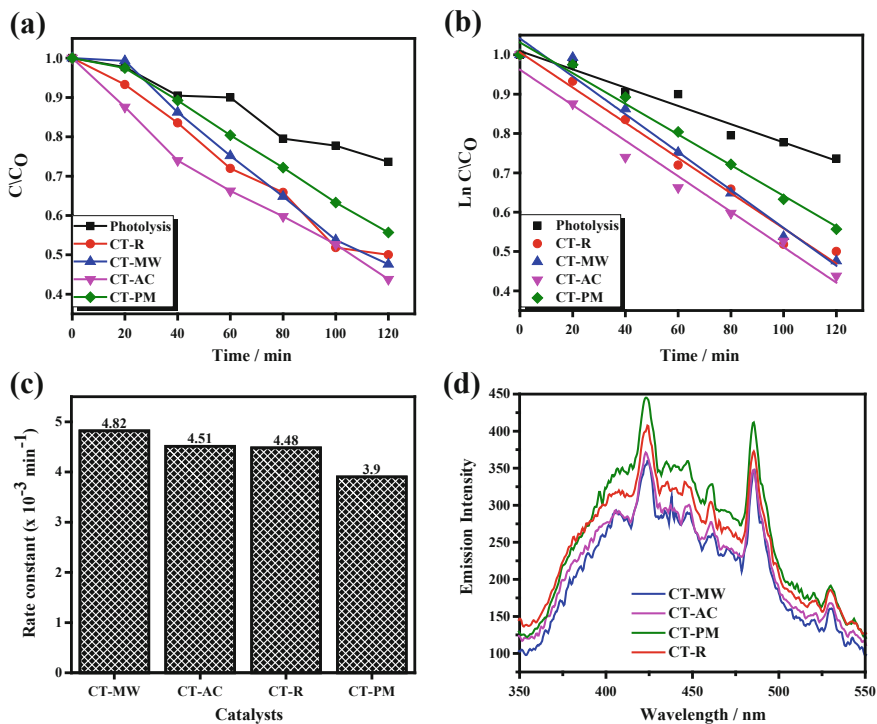 (a)
C\C_O
1.0
0.9
0.8
0.7
0.6
0.5
0.4
Photolysis
CT-R
CT-MW
CT-AC
CT-PM
0 20 40 60 80 100 120
Time / min
(b)
Ln C\C_O
1.0
0.9
0.8
0.7
0.6
0.5
0.4
Photolysis
CT-R
CT-MW
CT-AC
CT-PM
0 20 40 60 80 100 120
Time / min
(c)
Rate constant (x 10⁻³ min⁻¹)
5
4
3
2
1
0
4.82
4.51
4.48
3.9
CT-MW CT-AC CT-R CT-PM
Catalysts
(d)
Emission Intensity
450
400
350
300
250
200
150
100
CT-MW
CT-AC
CT-PM
CT-R
350 400 450 500 550
Wavelength / nm